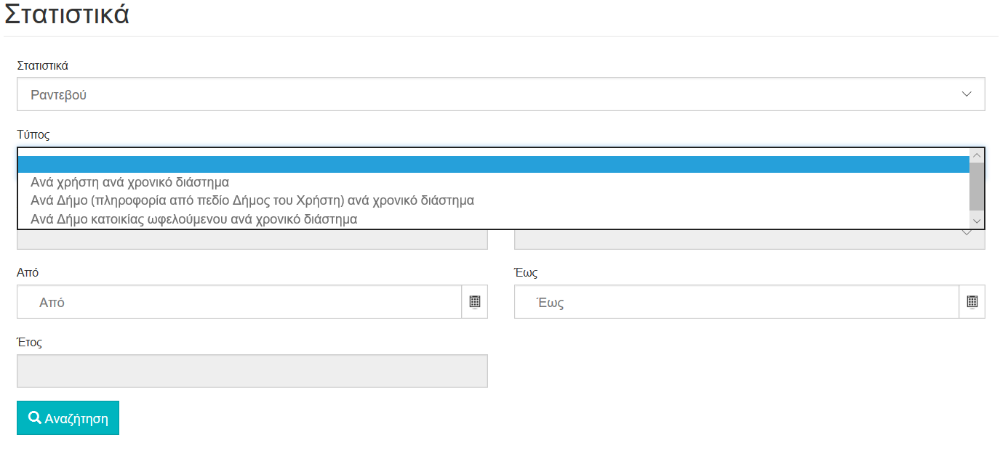 Στατιστικά
Στατιστικά
Ραντεβού
Τύπος
Ανά χρήστη ανά χρονικό διάστημα
Ανά Δήμο (πληροφορία από πεδίο Δήμος του Χρήστη) ανά χρονικό διάστημα
Ανά Δήμο κατοικίας ωφελούμενου ανά χρονικό διάστημα
Από Έως
Από Έως
Έτος
Αναζήτηση